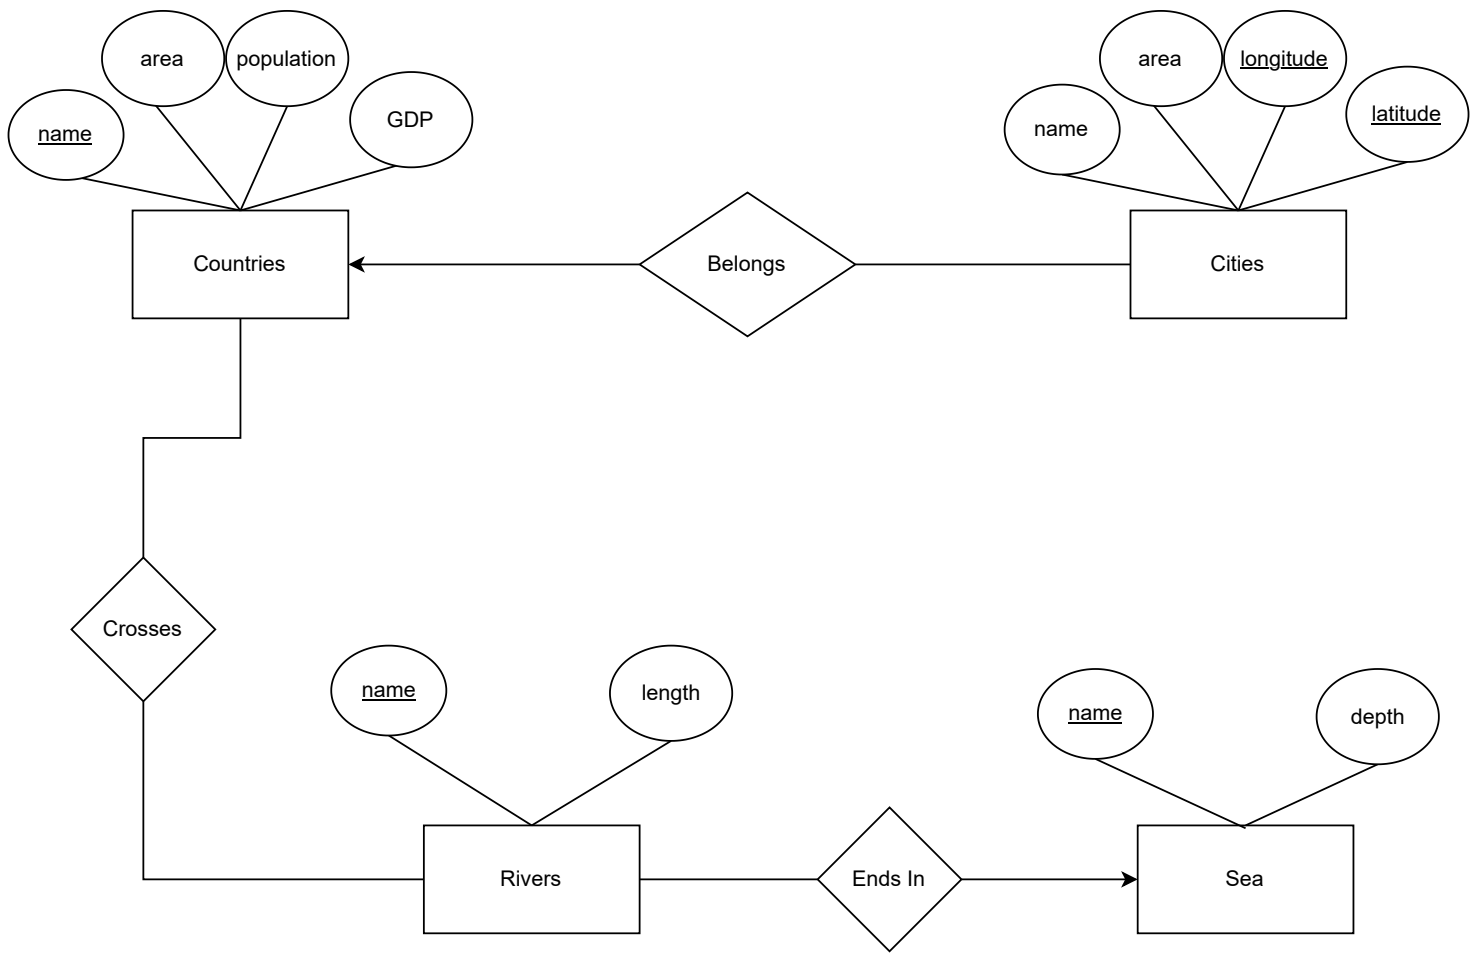 area
population
GDP
name
area
longitude
latitude
name
Countries
Belongs
Cities
Crosses
name
length
name
depth
Rivers
Ends In
Sea